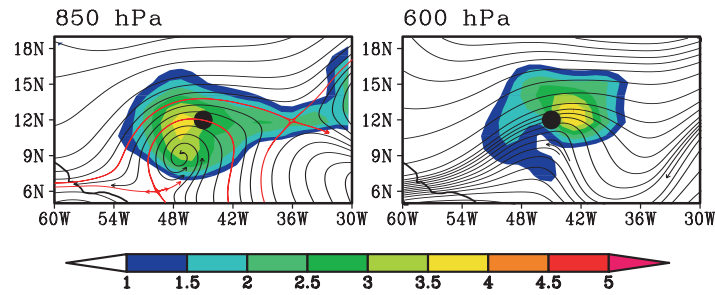 850 hPa 600 hPa
18N 18N
15N 15N
12N 12N
9N 9N
6N 6N
60W 54W 48W 42W 36W 30W 60W 54W 48W 42W 36W 30W
1 1.5 2 2.5 3 3.5 4 4.5 5